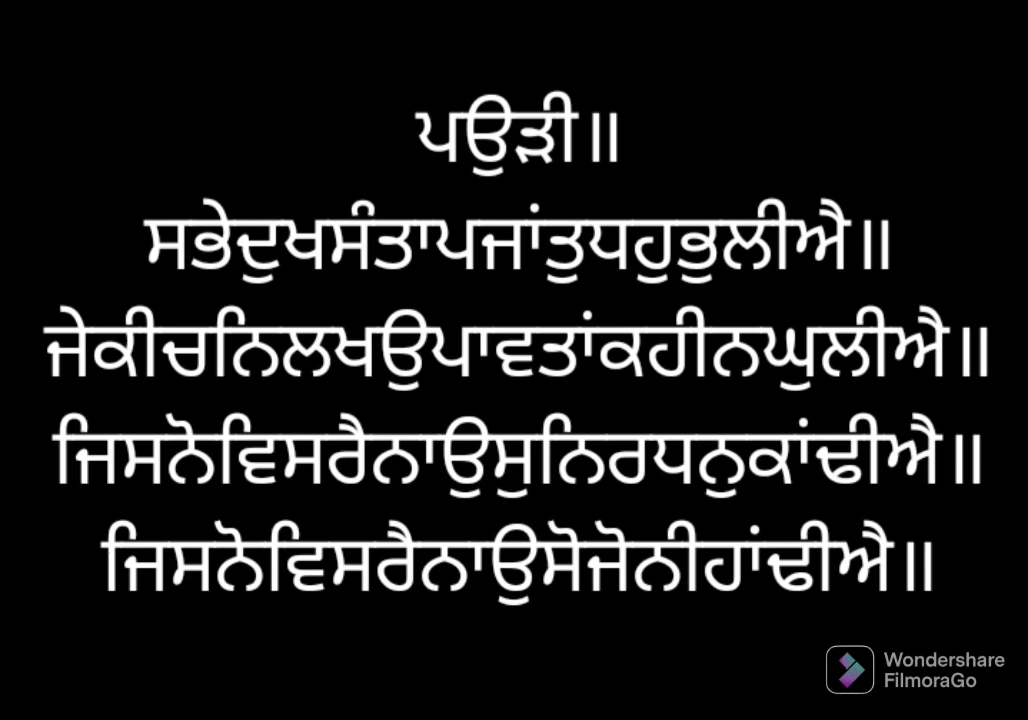 ਪਉੜੀ॥
ਸਭੇਦੁਖਸੰਤਾਪਜਾਂਤੁਧਹੁਭੁਲੀਐ॥
ਜੇਕੀਚਨਿਲਖਉਪਾਵਤਾਂਕਹੀਨਘੁਲੀਐ॥
ਜਿਸਨੋਵਿਸਰੈਨਾਉਸੁਨਿਰਧਨੁਕਾਂਢੀਐ॥
ਜਿਸਨੋਵਿਸਰੈਨਾਉਸੋਜੋਨੀਹਾਂਢੀਐ॥
Wondershare
FilmoraGo